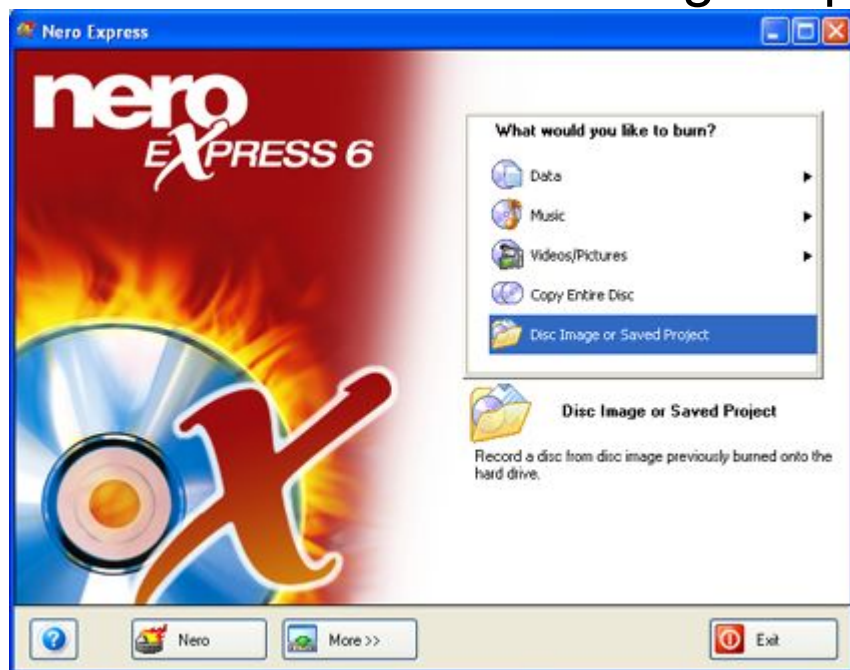 Nero Express
nero
EXPRESS 6
What would you like to burn?
Data
Music
Videos/Pictures
Copy Entire Disc
Disc Image or Saved Project
Disc Image or Saved Project
Record a disc from disc image previously burned onto the
hard drive.
Nero
More >>
Exit